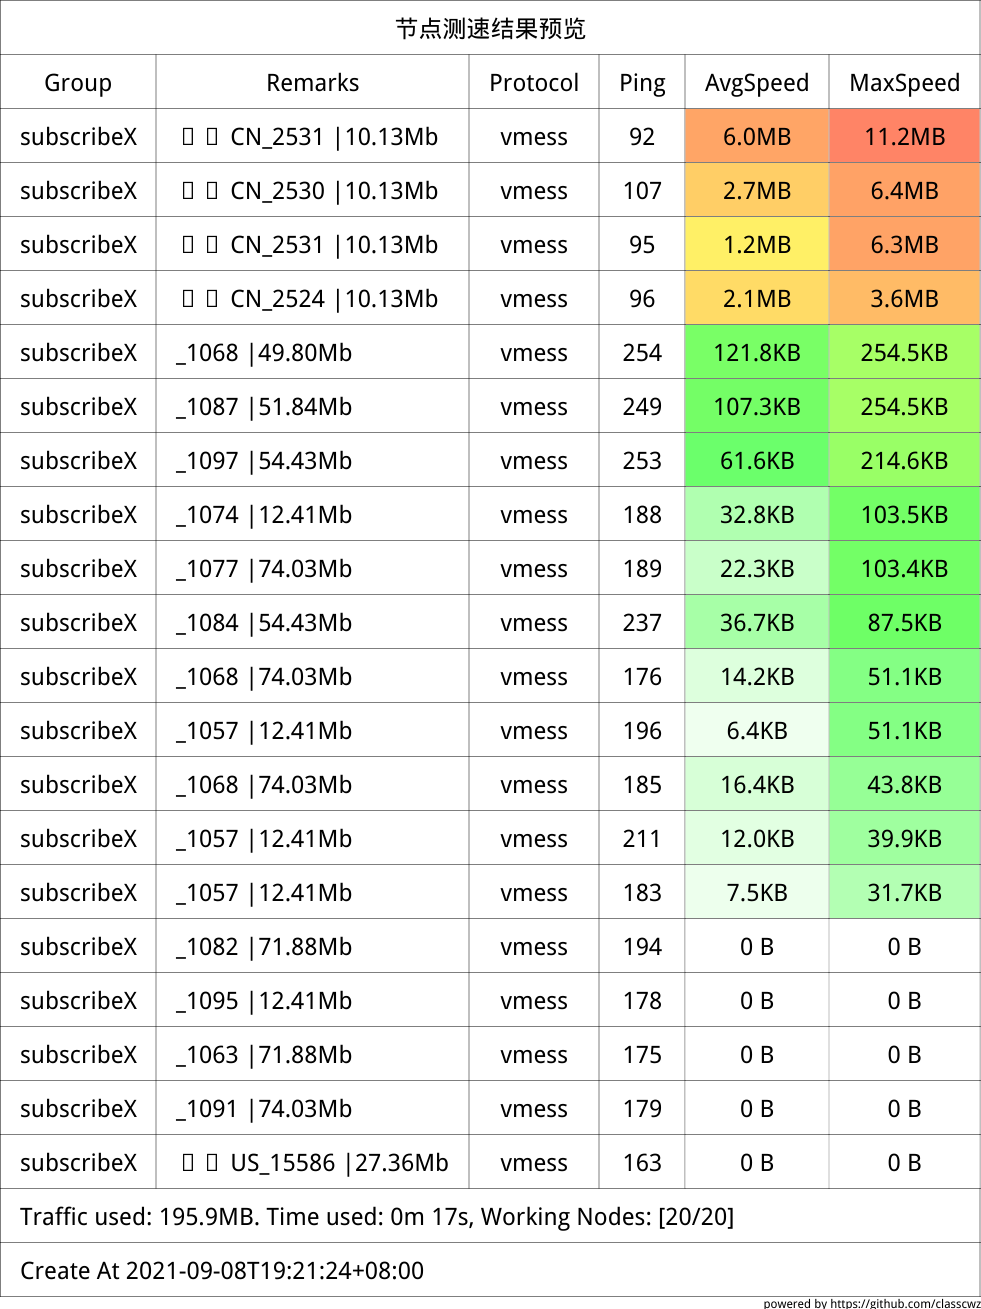 节点测速结果预览
Group Remarks Protocol Ping AvgSpeed MaxSpeed
subscribeX CN_2531 |10.13Mb vmess 92 6.0MB 11.2MB
subscribeX CN_2530 |10.13Mb vmess 107 2.7MB 6.4MB
subscribeX CN_2531 |10.13Mb vmess 95 1.2MB 6.3MB
subscribeX CN_2524 |10.13Mb vmess 96 2.1MB 3.6MB
subscribeX _1068 |49.80Mb vmess 254 121.8KB 254.5KB
subscribeX _1087 |51.84Mb vmess 249 107.3KB 254.5KB
subscribeX _1097 |54.43Mb vmess 253 61.6KB 214.6KB
subscribeX _1074 |12.41Mb vmess 188 32.8KB 103.5KB
subscribeX _1077 |74.03Mb vmess 189 22.3KB 103.4KB
subscribeX _1084 |54.43Mb vmess 237 36.7KB 87.5KB
subscribeX _1068 |74.03Mb vmess 176 14.2KB 51.1KB
subscribeX _1057 |12.41Mb vmess 196 6.4KB 51.1KB
subscribeX _1068 |74.03Mb vmess 185 16.4KB 43.8KB
subscribeX _1057 |12.41Mb vmess 211 12.0KB 39.9KB
subscribeX _1057 |12.41Mb vmess 183 7.5KB 31.7KB
subscribeX _1082 |71.88Mb vmess 194 0 B 0 B
subscribeX _1095 |12.41Mb vmess 178 0 B 0 B
subscribeX _1063 |71.88Mb vmess 175 0 B 0 B
subscribeX _1091 |74.03Mb vmess 179 0 B 0 B
subscribeX US_15586 |27.36Mb vmess 163 0 B 0 B
Traffic used: 195.9MB. Time used: 0m 17s, Working Nodes: [20/20]
Create At 2021-09-08T19:21:24+08:00
powered by https://github.com/classcwz